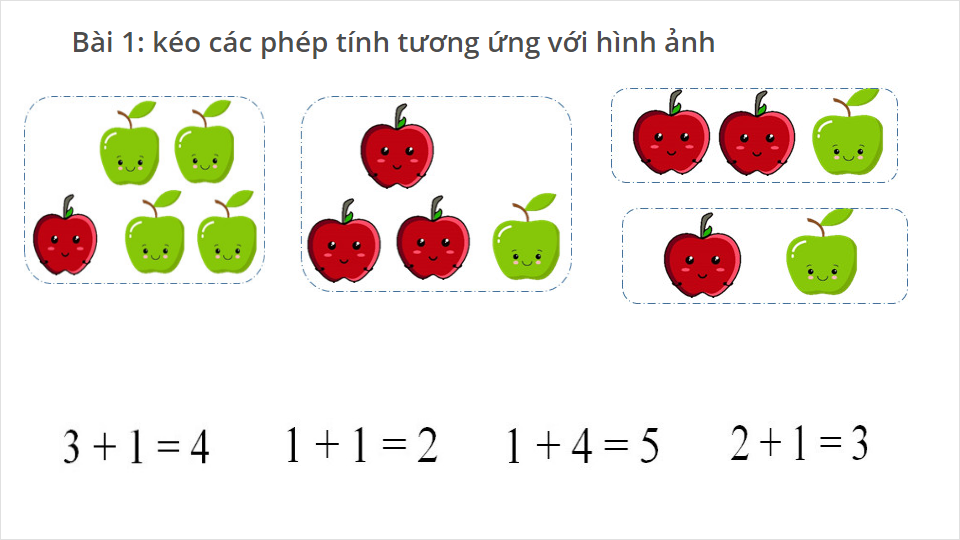 Bài 1: kéo các phép tính tương ứng với hình ảnh
3 + 1 = 4
1 + 1 = 2
1 + 4 = 5
2 + 1 = 3